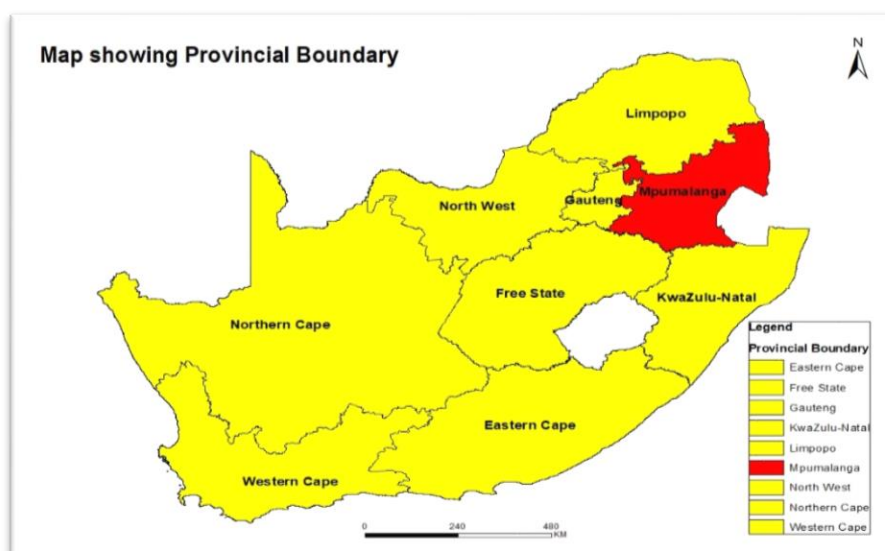 Map showing Provincial Boundary
N
Limpopo
Mpumalanga
Gauteng
North West
Free State
KwaZulu-Natal
Northern Cape
Eastern Cape
Western Cape
Legend
Provincial Boundary
Eastern Cape
Free State
Gauteng
KwaZulu-Natal
Limpopo
Mpumalanga
North West
Northern Cape
Western Cape
0 240 480
KM